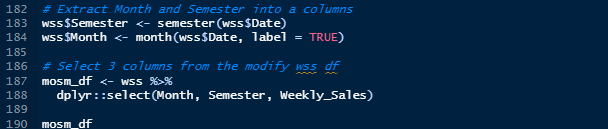 182 # Extract Month and Semester into a columns
183 wss$Semester <- semester(wss$Date)
184 wss$Month <- month(wss$Date, label = TRUE)
185
186 # Select 3 columns from the modify wss df
187 mosm_df <- wss %>%
188 dplyr::select(Month, Semester, Weekly_Sales)
189
190 mosm_df